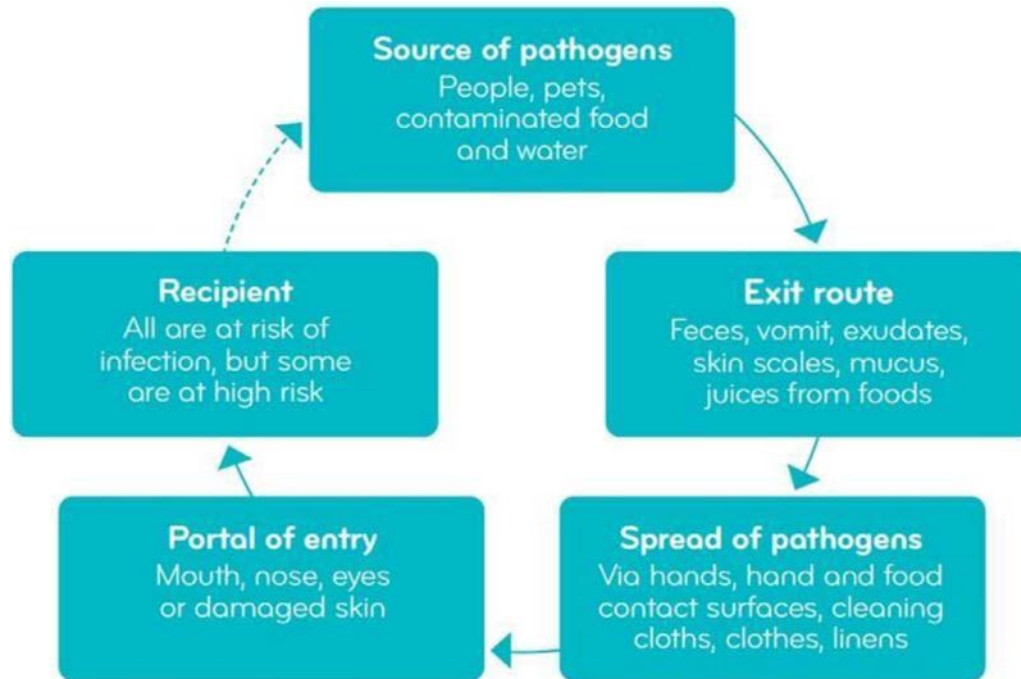 Source of pathogens
People, pets,
contaminated food
and water
Exit route
Feces, vomit, exudates,
skin scales, mucus,
juices from foods
Spread of pathogens
Via hands, hand and food
contact surfaces, cleaning
cloths, clothes, linens
Portal of entry
Mouth, nose, eyes
or damaged skin
Recipient
All are at risk of
infection, but some
are at high risk